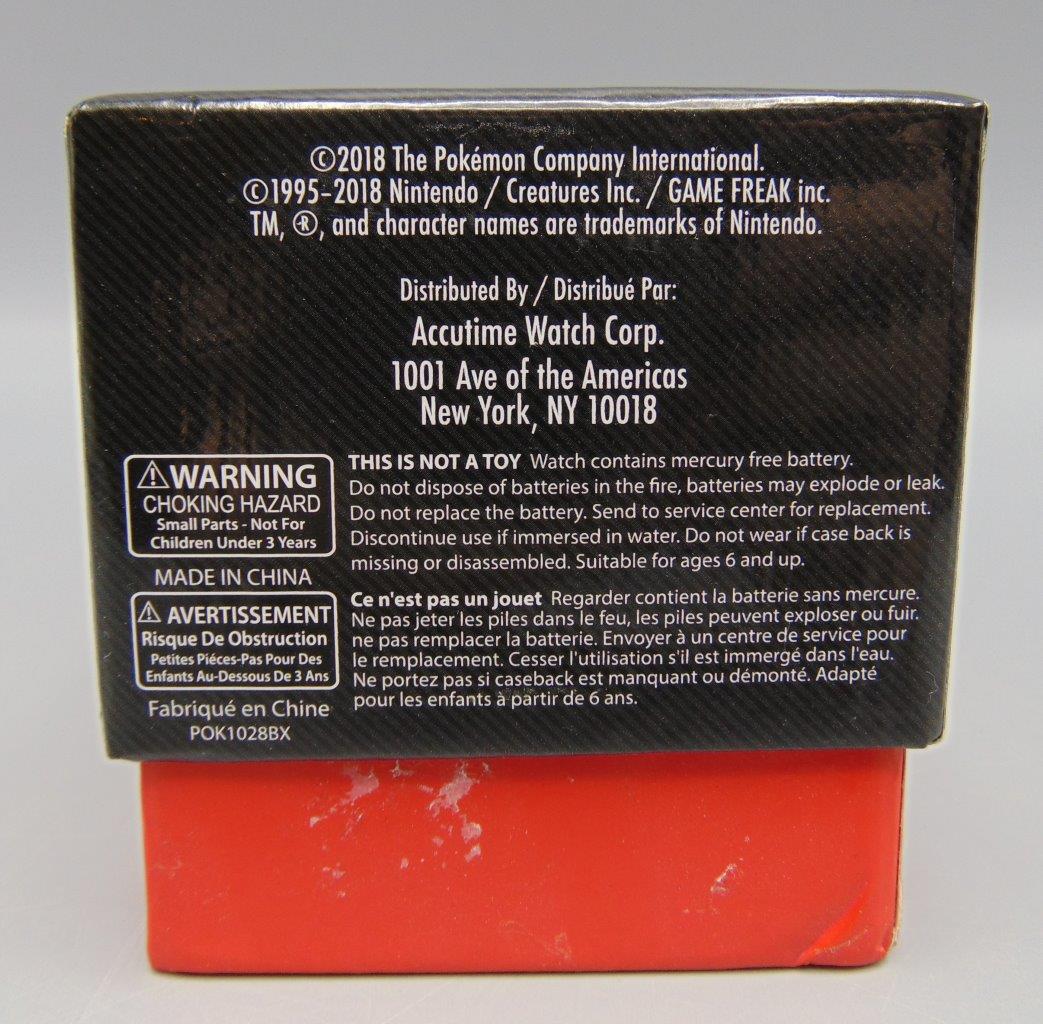 ©2018 The Pokémon Company International.
©1995–2018 Nintendo / Creatures Inc. / GAME FREAK inc.
TM, ®, and character names are trademarks of Nintendo.
Distributed By / Distribué Par:
Accutime Watch Corp.
1001 Ave of the Americas
New York, NY 10018
⚠WARNING
CHOKING HAZARD
Small Parts - Not For
Children Under 3 Years
MADE IN CHINA
⚠ AVERTISSEMENT
Risque De Obstruction
Petites Piéces-Pas Pour Des
Enfants Au-Dessous De 3 Ans
Fabriqué en Chine
POK1028BX
THIS IS NOT A TOY Watch contains mercury free battery.
Do not dispose of batteries in the fire, batteries may explode or leak.
Do not replace the battery. Send to service center for replacement.
Discontinue use if immersed in water. Do not wear if case back is
missing or disassembled. Suitable for ages 6 and up.
Ce n'est pas un jouet Regarder contient la batterie sans mercure.
Ne pas jeter les piles dans le feu, les piles peuvent exploser ou fuir.
ne pas remplacer la batterie. Envoyer à un centre de service pour
le remplacement. Cesser l'utilisation s'il est immergé dans l'eau.
Ne portez pas si caseback est manquant ou démonté. Adapté
pour les enfants à partir de 6 ans.